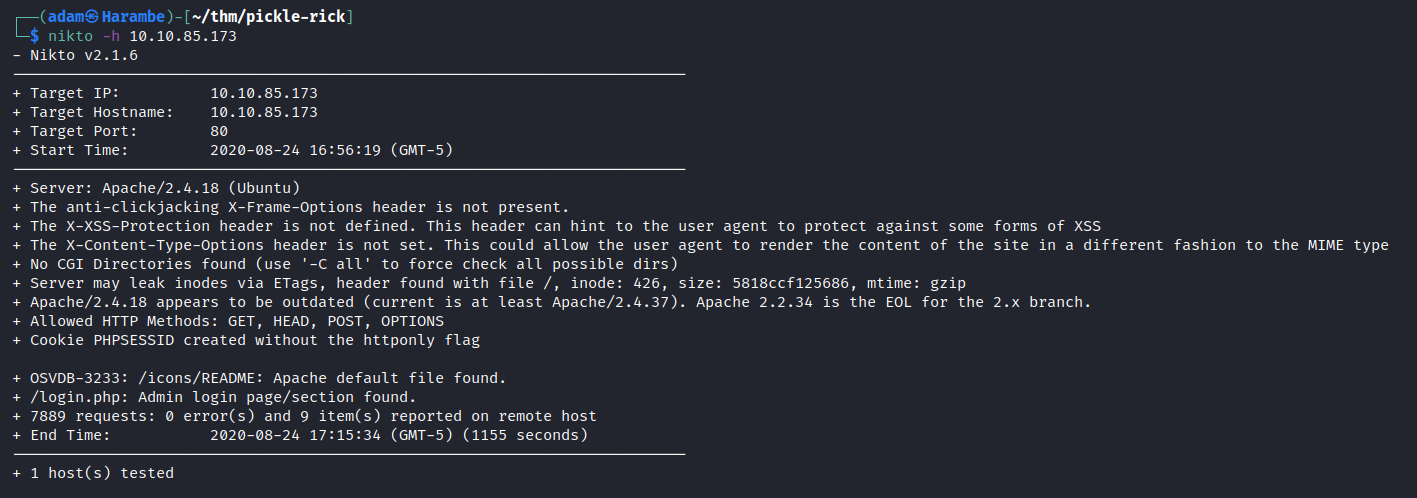 ┌──(adam㉿Harambe)-[~/thm/pickle-rick]
└─$ nikto -h 10.10.85.173
- Nikto v2.1.6
---------------------------------------------------------------------------
+ Target IP:          10.10.85.173
+ Target Hostname:    10.10.85.173
+ Target Port:        80
+ Start Time:         2020-08-24 16:56:19 (GMT-5)
---------------------------------------------------------------------------
+ Server: Apache/2.4.18 (Ubuntu)
+ The anti-clickjacking X-Frame-Options header is not present.
+ The X-XSS-Protection header is not defined. This header can hint to the user agent to protect against some forms of XSS
+ The X-Content-Type-Options header is not set. This could allow the user agent to render the content of the site in a different fashion to the MIME type
+ No CGI Directories found (use '-C all' to force check all possible dirs)
+ Server may leak inodes via ETags, header found with file /, inode: 426, size: 5818ccf125686, mtime: gzip
+ Apache/2.4.18 appears to be outdated (current is at least Apache/2.4.37). Apache 2.2.34 is the EOL for the 2.x branch.
+ Allowed HTTP Methods: GET, HEAD, POST, OPTIONS
+ Cookie PHPSESSID created without the httponly flag
+ OSVDB-3233: /icons/README: Apache default file found.
+ /login.php: Admin login page/section found.
+ 7889 requests: 0 error(s) and 9 item(s) reported on remote host
+ End Time:           2020-08-24 17:15:34 (GMT-5) (1155 seconds)
---------------------------------------------------------------------------
+ 1 host(s) tested